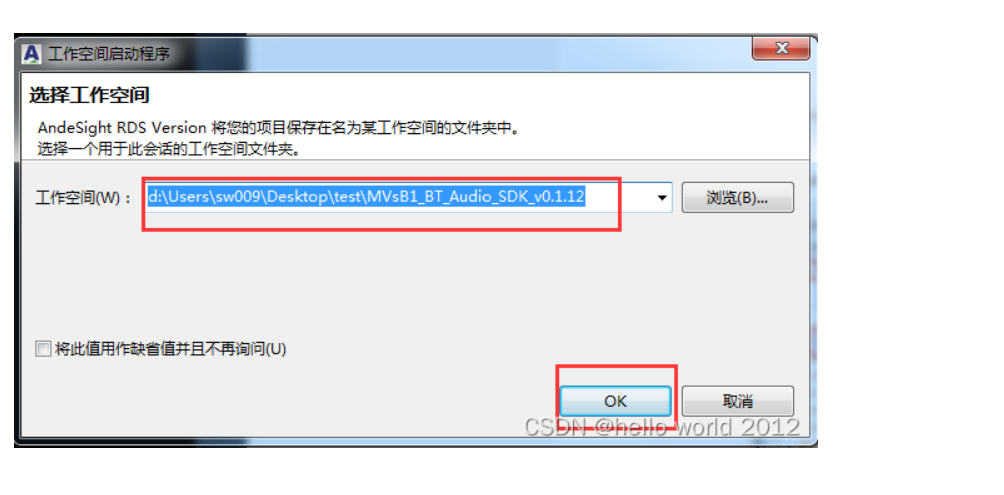 工作空间启动程序
选择工作空间
AndeSight RDS Version 将您的项目保存在名为某工作空间的文件夹中。
选择一个用于此会话的工作空间文件夹。
工作空间(W)： d:\Users\sw009\Desktop\test\MVsB1_BT_Audio_SDK_v0.1.12 浏览(B)...
将此值用作缺省值并且不再询问(U)
OK 取消
CSDN @hello world 2012